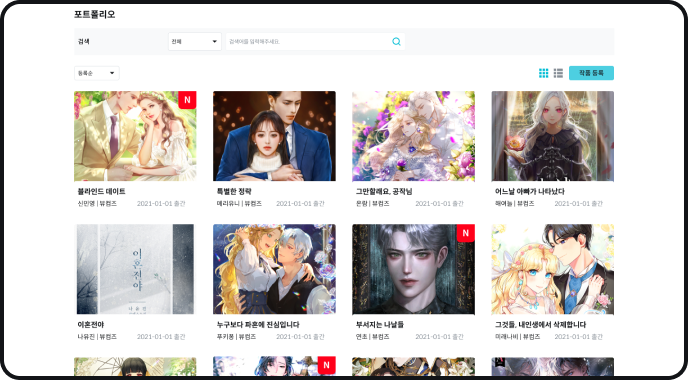 포트폴리오
검색
전체
검색어를 입력해주세요.
등록순
작품 등록
N
블라인드 데이트
신민영 | 뷰컴즈
2021-01-01 출간
특별한 정략
메리유니 | 뷰컴즈
2021-01-01 출간
그만할래요, 공작님
은람 | 뷰컴즈
2021-01-01 출간
어느날 아빠가 나타났다
해여늘 | 뷰컴즈
2021-01-01 출간
이혼전야
나유진
이혼전야
나유진 | 뷰컴즈
2021-01-01 출간
누구보다 파혼에 진심입니다
푸키퐁 | 뷰컴즈
2021-01-01 출간
N
부서지는 나날들
연초 | 뷰컴즈
2021-01-01 출간
그것들, 내인생에서 삭제합니다
미래나비 | 뷰컴즈
2021-01-01 출간
N